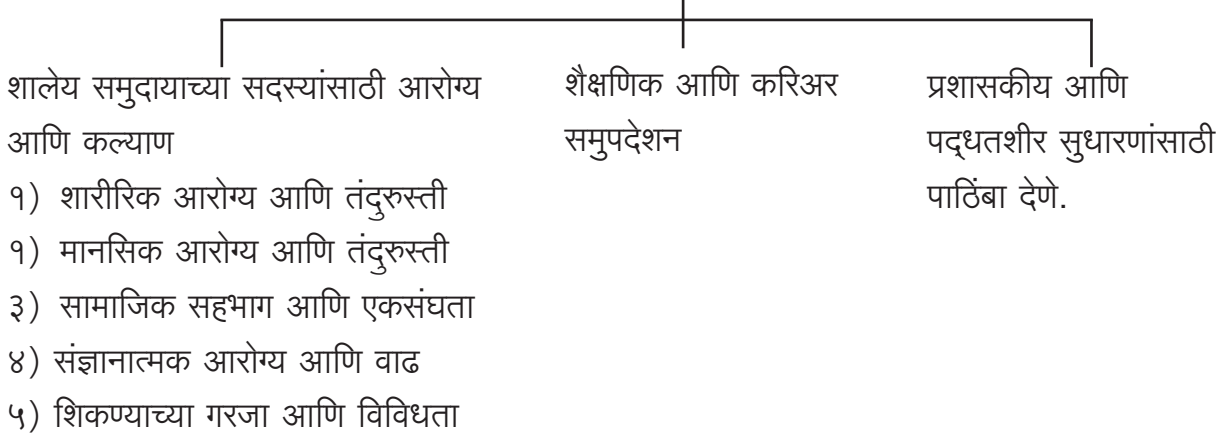 शालेय समुदायाच्या सदस्यांसाठी आरोग्य
आणि कल्याण
१) शारीरिक आरोग्य आणि तंदुरुस्ती
१) मानसिक आरोग्य आणि तंदुरुस्ती
३) सामाजिक सहभाग आणि एकसंघता
४) संज्ञानात्मक आरोग्य आणि वाढ
५) शिकण्याच्या गरजा आणि विविधता
शैक्षणिक आणि करिअर
समुपदेशन
प्रशासकीय आणि
पद्धतशीर सुधारणांसाठी
पाठिंबा देणे.